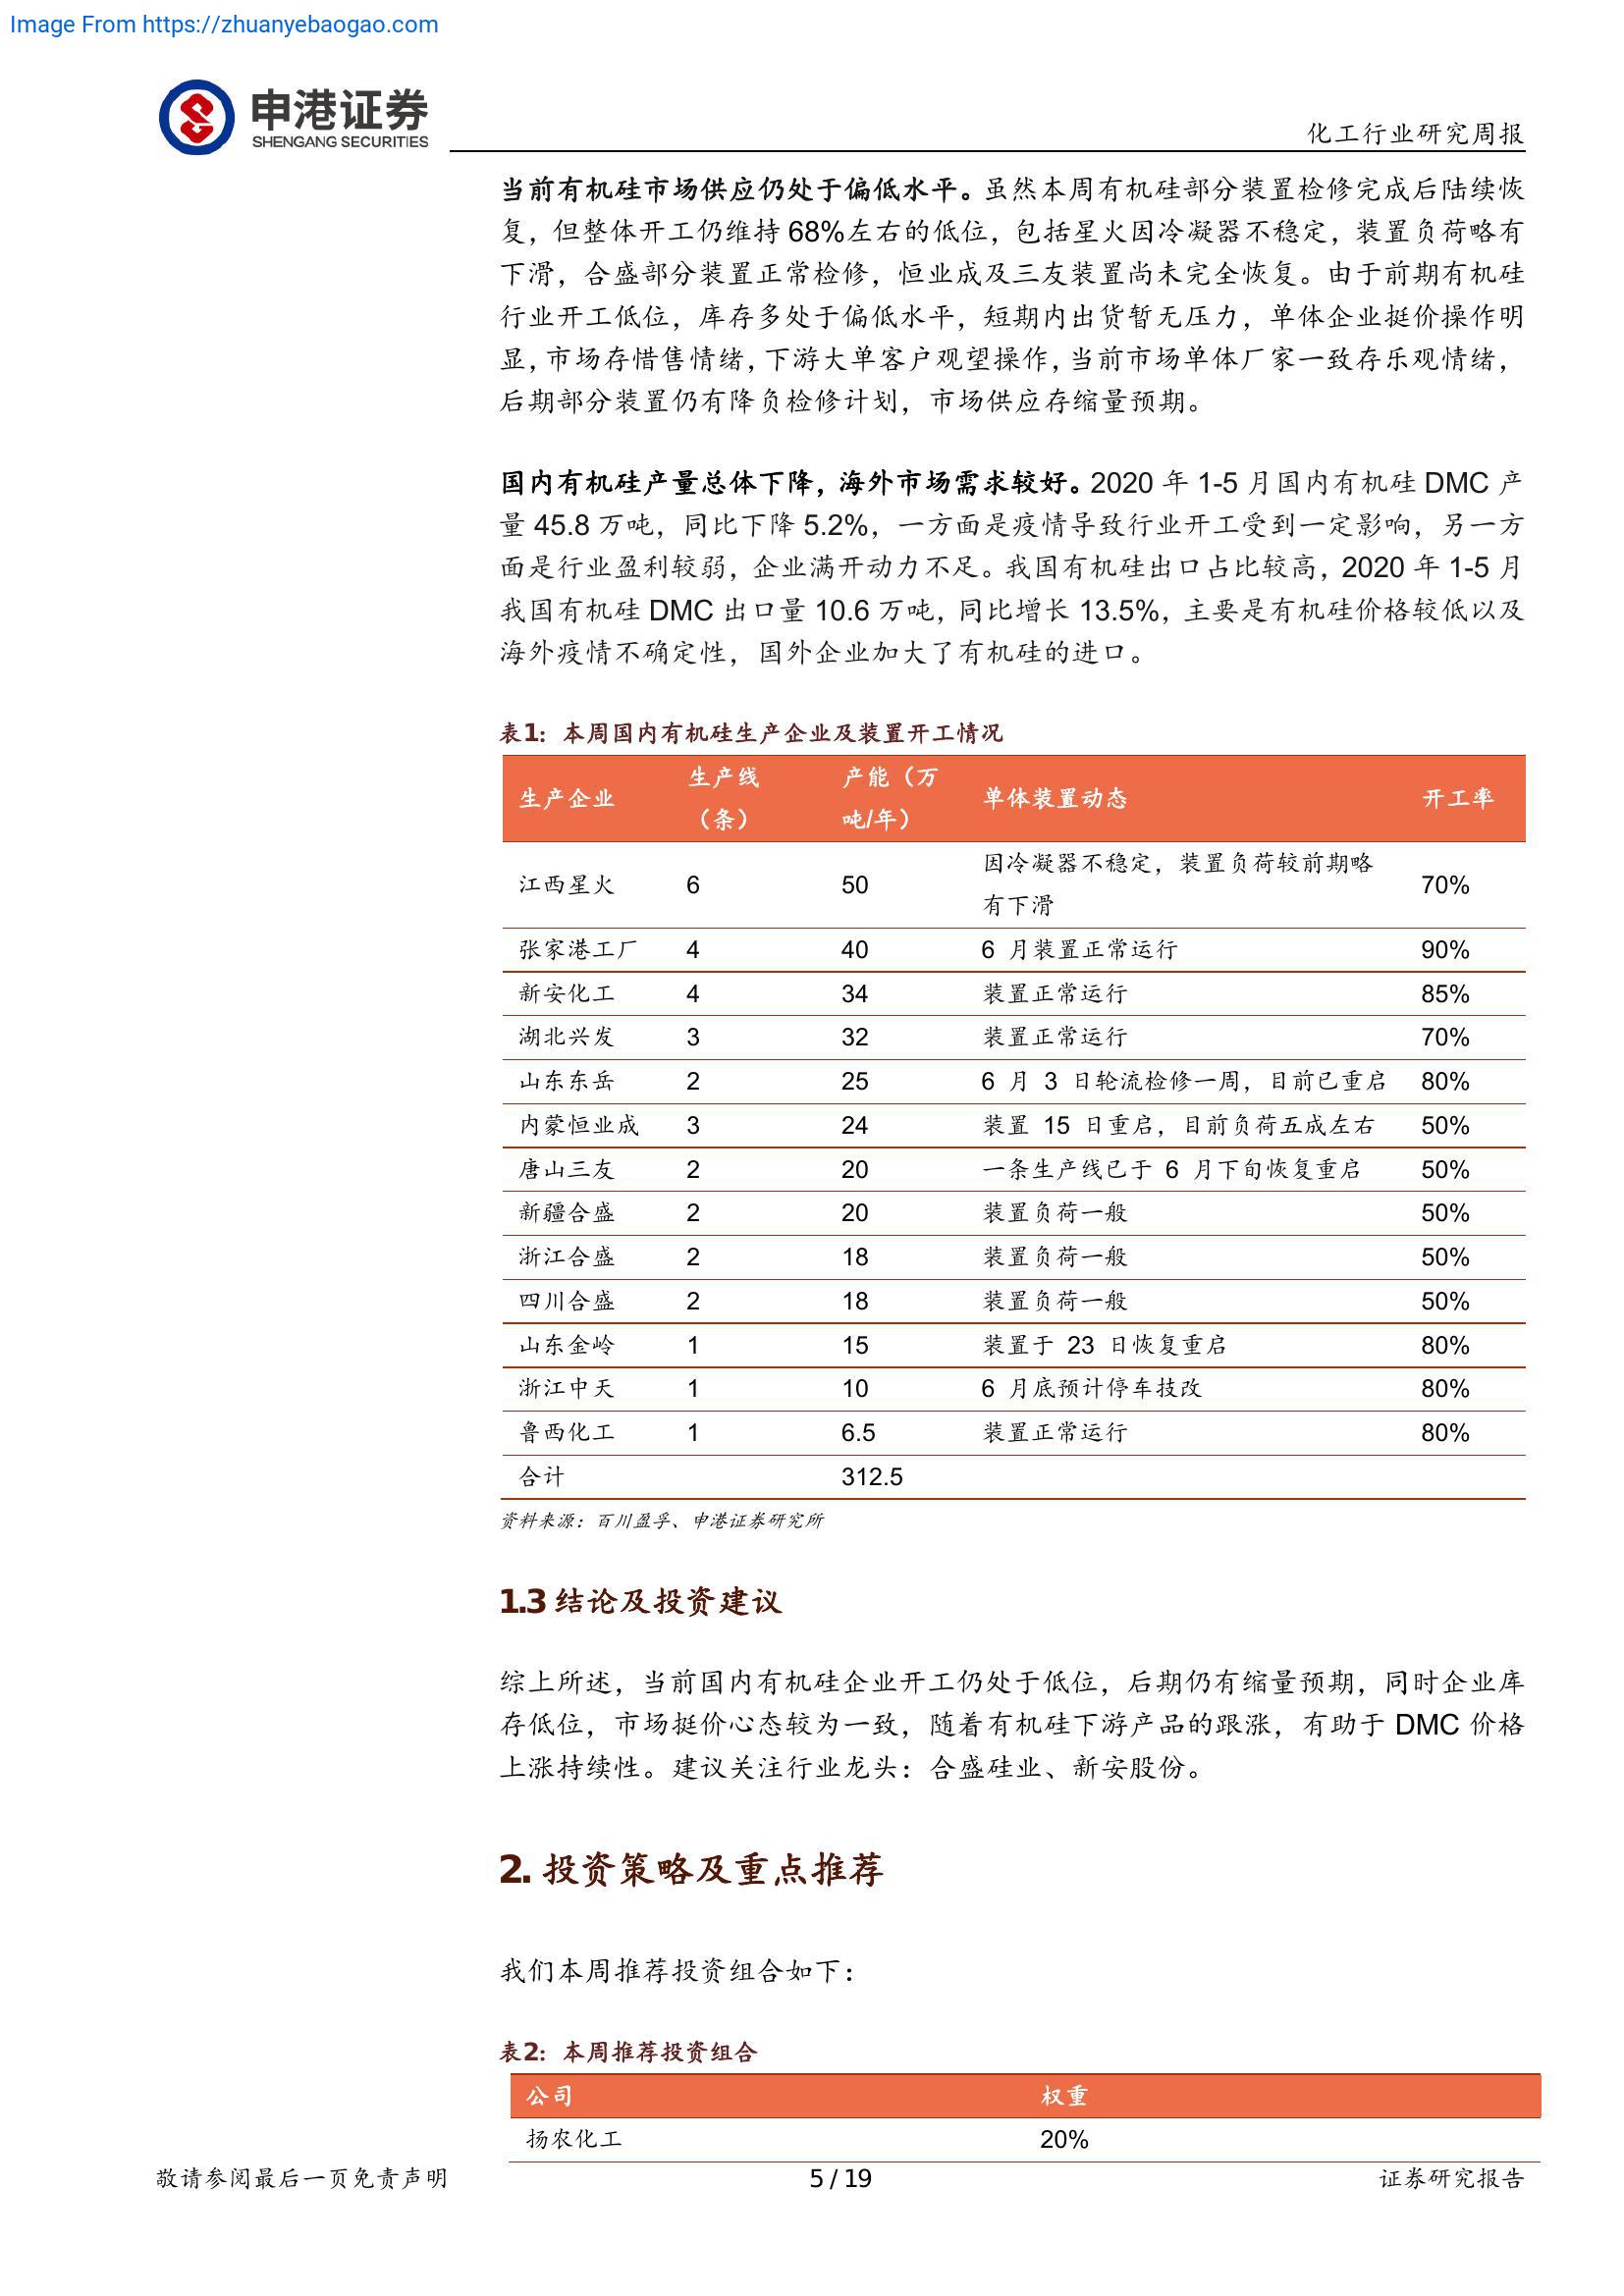 Image From https://zhuanyebaogao.com
申港证券
SHENGANG SECURITIES
化工行业研究周报
当前有机硅市场供应仍处于偏低水平。虽然本周有机硅部分装置检修完成后陆续恢
复，但整体开工仍维持 68%左右的低位，包括星火因冷凝器不稳定，装置负荷略有
下滑，合盛部分装置正常检修，恒业成及三友装置尚未完全恢复。由于前期有机硅
行业开工低位，库存多处于偏低水平，短期内出货暂无压力，单体企业挺价操作明
显，市场存惜售情绪，下游大单客户观望操作，当前市场单体厂家一致存乐观情绪，
后期部分装置仍有降负检修计划，市场供应存缩量预期。
国内有机硅产量总体下降，海外市场需求较好。2020 年 1-5 月国内有机硅 DMC 产
量 45.8 万吨，同比下降 5.2%，一方面是疫情导致行业开工受到一定影响，另一方
面是行业盈利较弱，企业满开动力不足。我国有机硅出口占比较高，2020 年 1-5 月
我国有机硅 DMC 出口量 10.6 万吨，同比增长 13.5%，主要是有机硅价格较低以及
海外疫情不确定性，国外企业加大了有机硅的进口。
表1：本周国内有机硅生产企业及装置开工情况
生产企业 生产线（条） 产能（万吨/年） 单体装置动态 开工率
江西星火 6 50 因冷凝器不稳定，装置负荷较前期略有下滑 70%
张家港工厂 4 40 6 月装置正常运行 90%
新安化工 4 34 装置正常运行 85%
湖北兴发 3 32 装置正常运行 70%
山东东岳 2 25 6 月 3 日轮流检修一周，目前已重启 80%
内蒙恒业成 3 24 装置 15 日重启，目前负荷五成左右 50%
唐山三友 2 20 一条生产线已于 6 月下旬恢复重启 50%
新疆合盛 2 20 装置负荷一般 50%
浙江合盛 2 18 装置负荷一般 50%
四川合盛 2 18 装置负荷一般 50%
山东金岭 1 15 装置于 23 日恢复重启 80%
浙江中天 1 10 6 月底预计停车技改 80%
鲁西化工 1 6.5 装置正常运行 80%
合计 312.5
资料来源：百川盈孚、申港证券研究所
1.3 结论及投资建议
综上所述，当前国内有机硅企业开工仍处于低位，后期仍有缩量预期，同时企业库
存低位，市场挺价心态较为一致，随着有机硅下游产品的跟涨，有助于 DMC 价格
上涨持续性。建议关注行业龙头：合盛硅业、新安股份。
2. 投资策略及重点推荐
我们本周推荐投资组合如下：
表2：本周推荐投资组合
公司 权重
扬农化工 20%
敬请参阅最后一页免责声明 5 / 19 证券研究报告